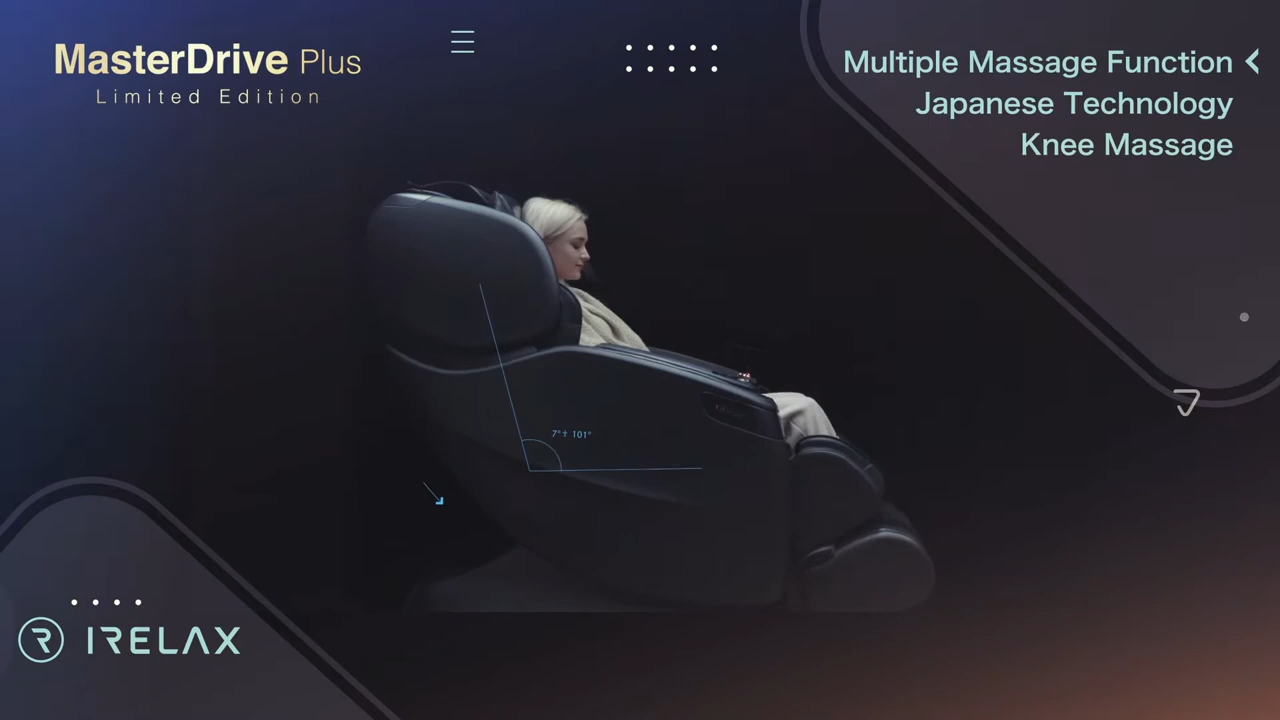 MasterDrive Plus
Limited Edition
Multiple Massage Function
Japanese Technology
Knee Massage
IRELAX